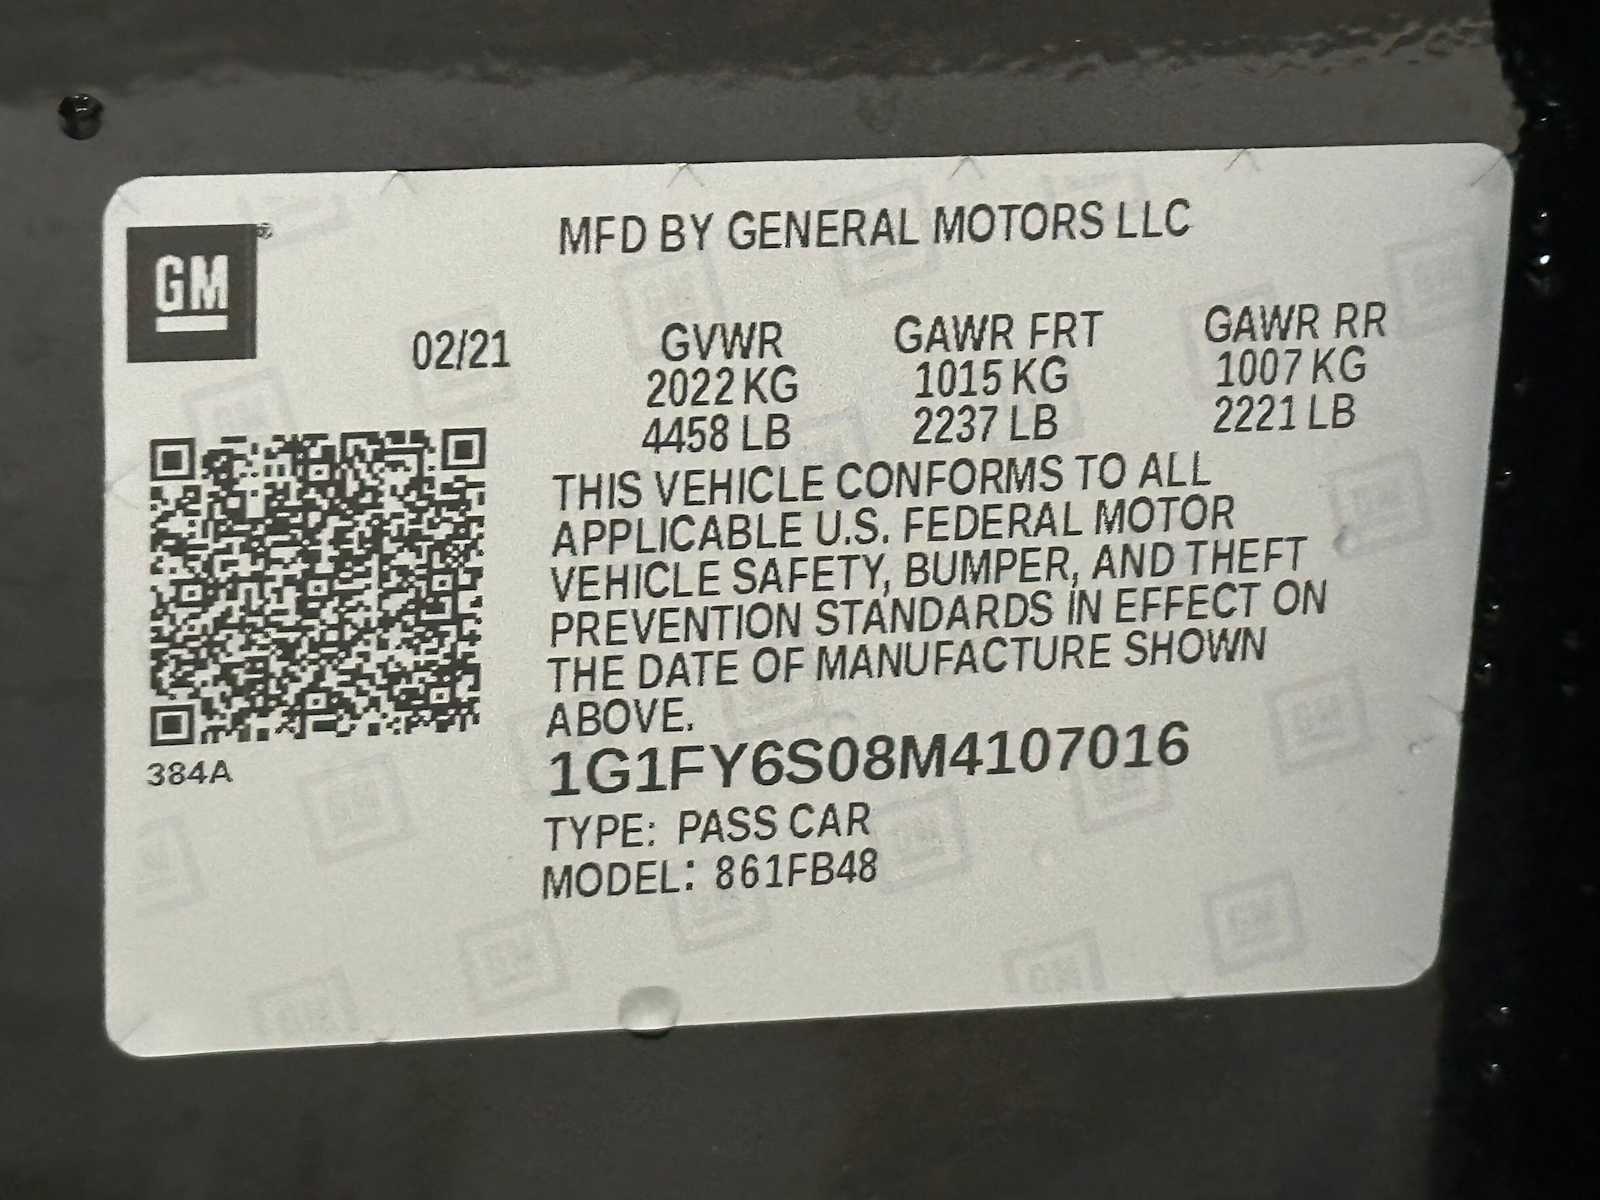 GM
MFD BY GENERAL MOTORS LLC
02/21
GVWR
2022 KG
4458 LB
GAWR FRT
1015 KG
2237 LB
GAWR RR
1007 KG
2221 LB
THIS VEHICLE CONFORMS TO ALL
APPLICABLE U.S. FEDERAL MOTOR
VEHICLE SAFETY, BUMPER, AND THEFT
PREVENTION STANDARDS IN EFFECT ON
THE DATE OF MANUFACTURE SHOWN
ABOVE.
1G1FY6S08M4107016
TYPE: PASS CAR
MODEL: 861FB48
384A